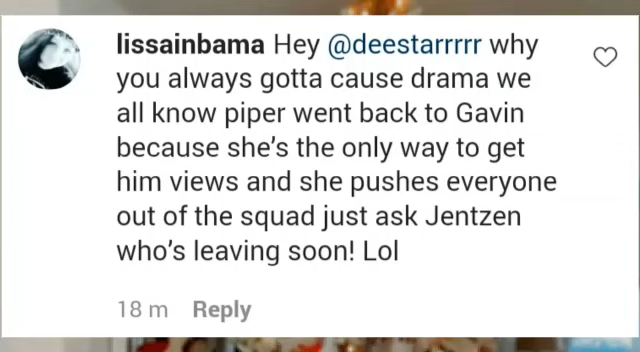 lissainbama Hey @deestarrrrr why
you always gotta cause drama we
all know piper went back to Gavin
because she's the only way to get
him views and she pushes everyone
out of the squad just ask Jentzen
who's leaving soon! Lol
18 m Reply